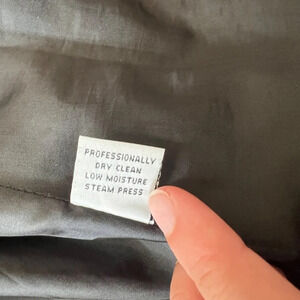 PROFESSIONALLY
DRY CLEAN
LOW MOISTURE
STEAM PRESS